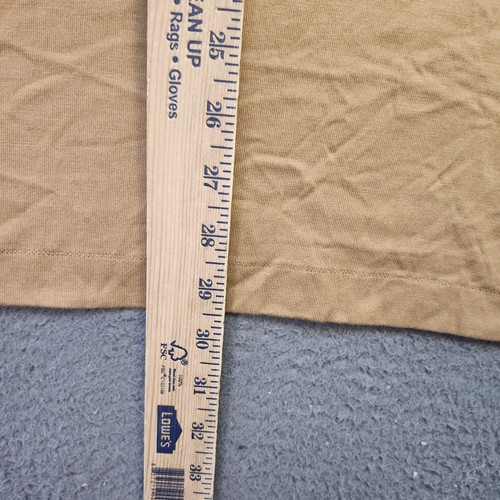 EAN UP
• Rags • Gloves
25
26
27
28
29
30
31
32
33
FSC
LOWE'S